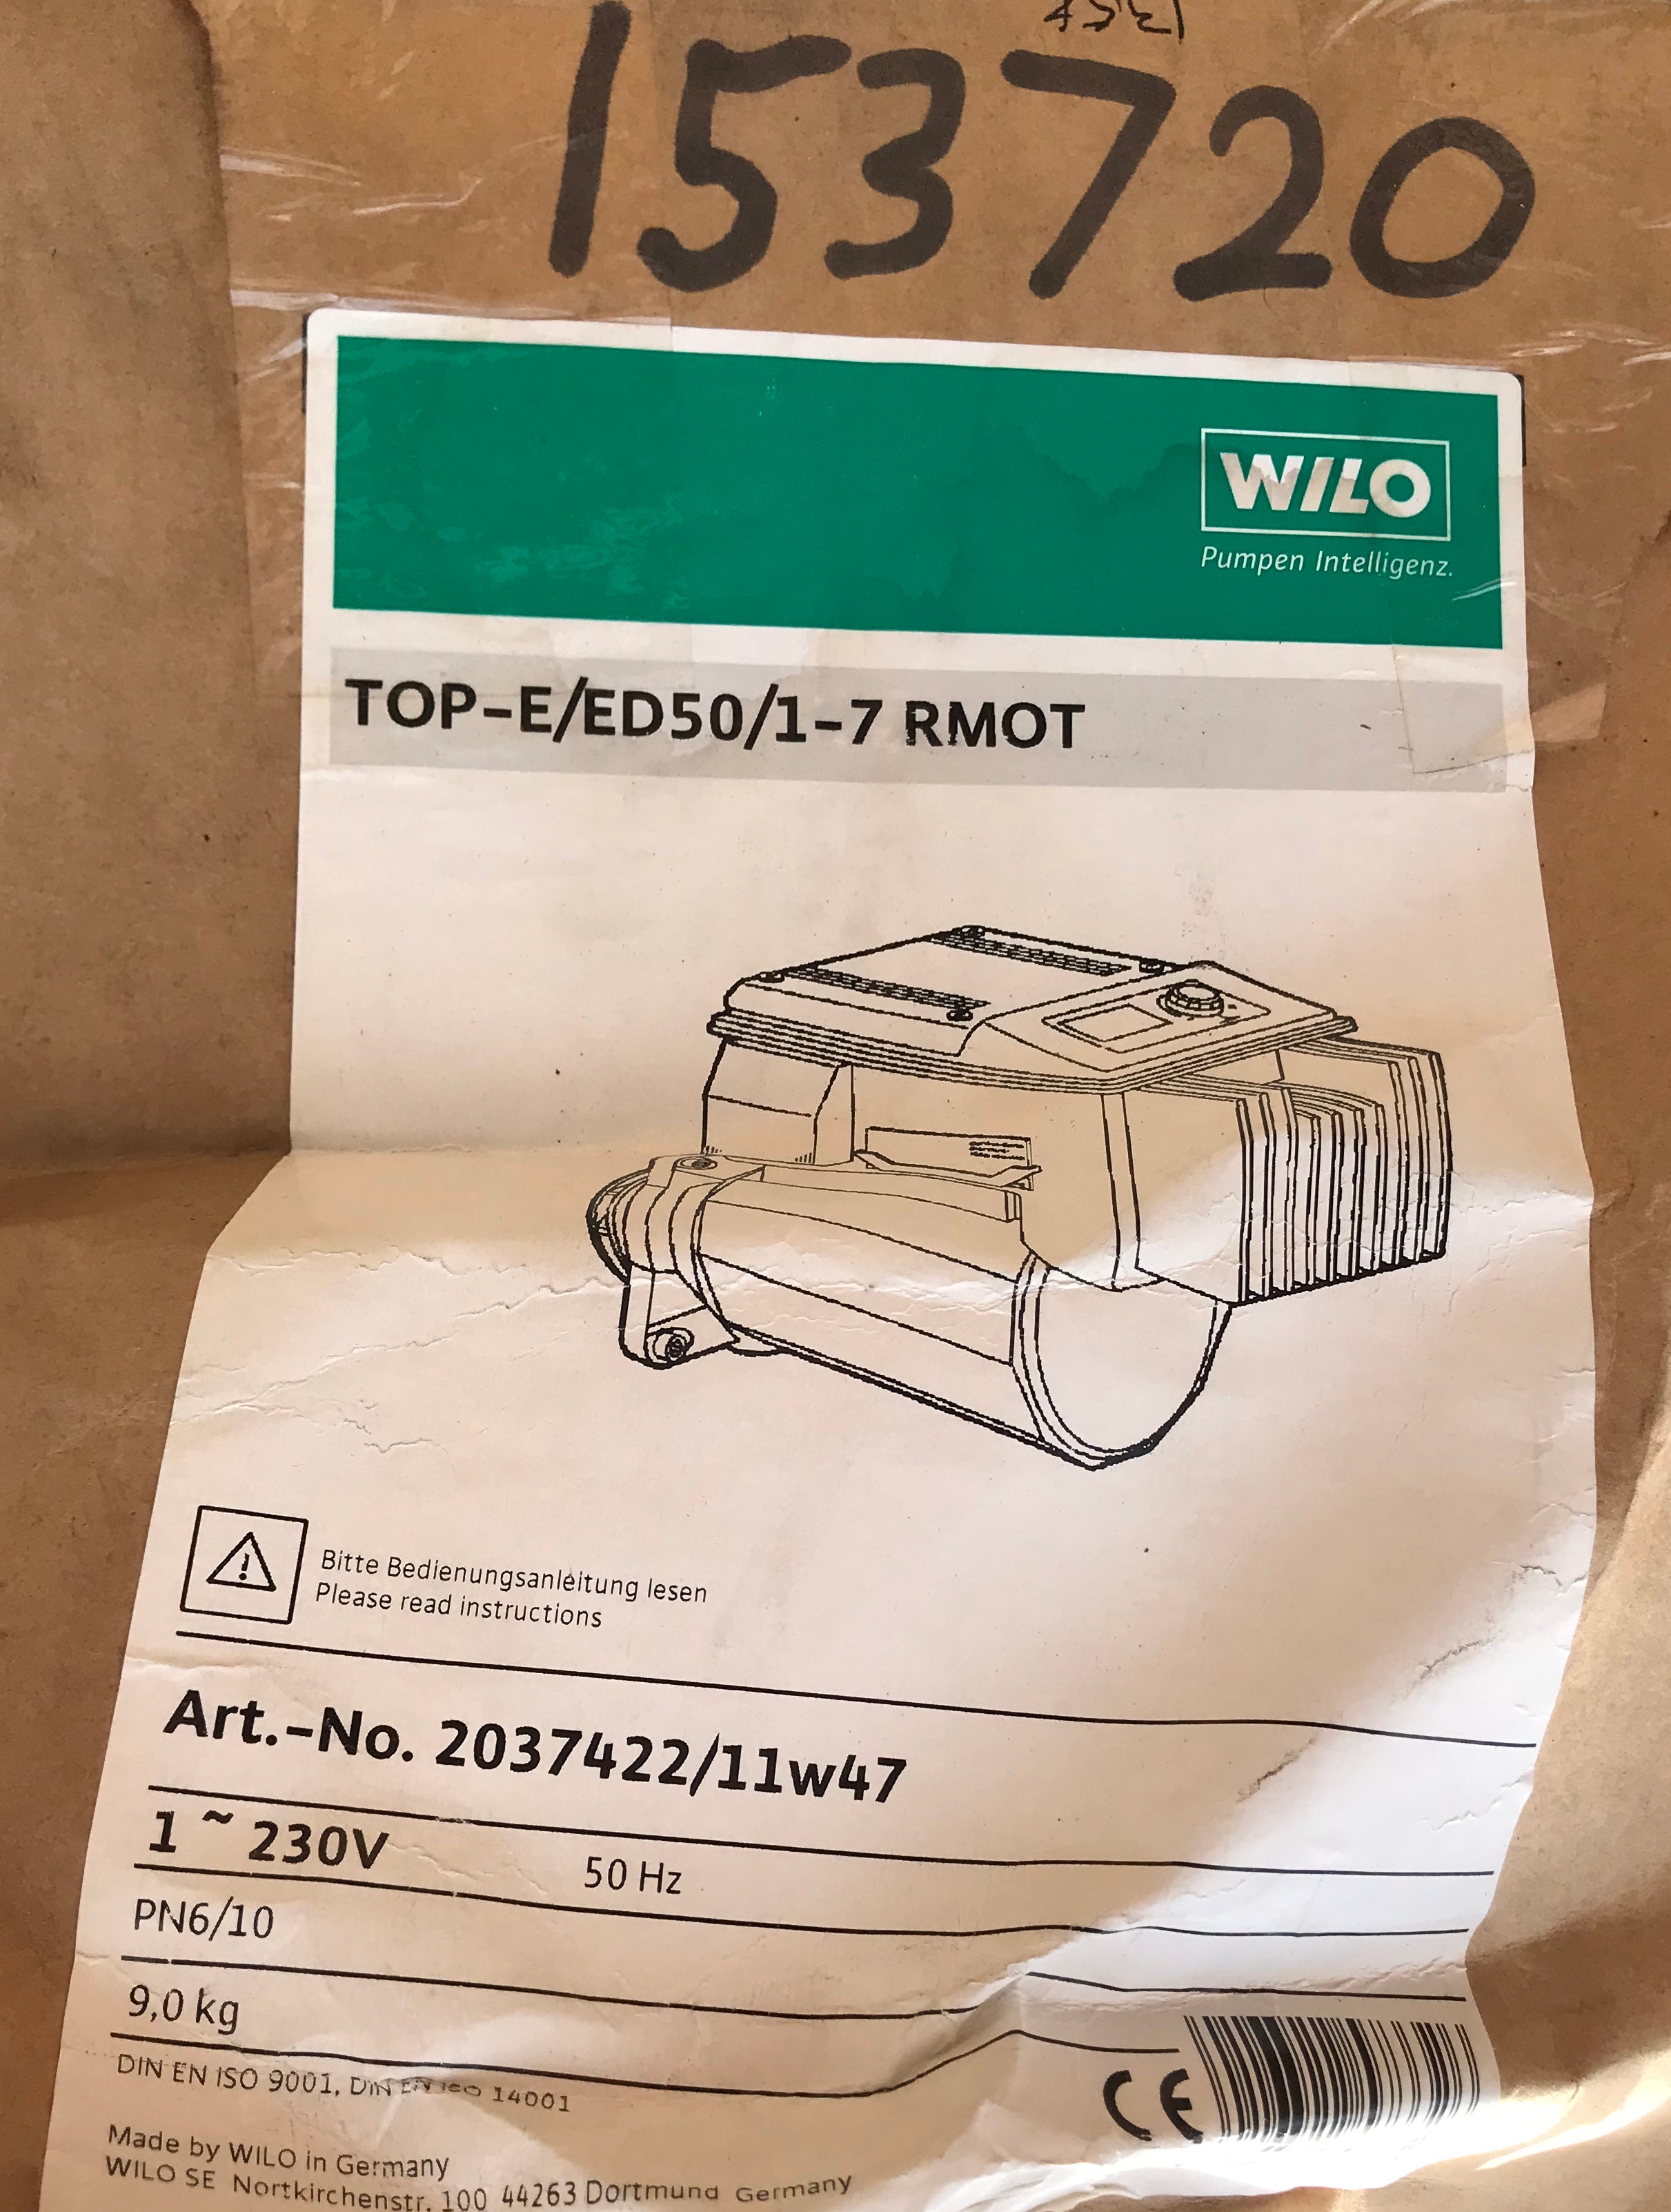 153720
WILO
Pumpen Intelligenz.
TOP-E/ED50/1-7 RMOT
Bitte Bedienungsanleitung lesen
Please read instructions
Art.-No. 2037422/11w47
1 ~ 230V 50 Hz
PN6/10
9,0 kg
DIN EN ISO 9001, DIN EN ISO 14001
CE
Made by WILO in Germany
WILO SE Nortkirchenstr. 100 44263 Dortmund Germany